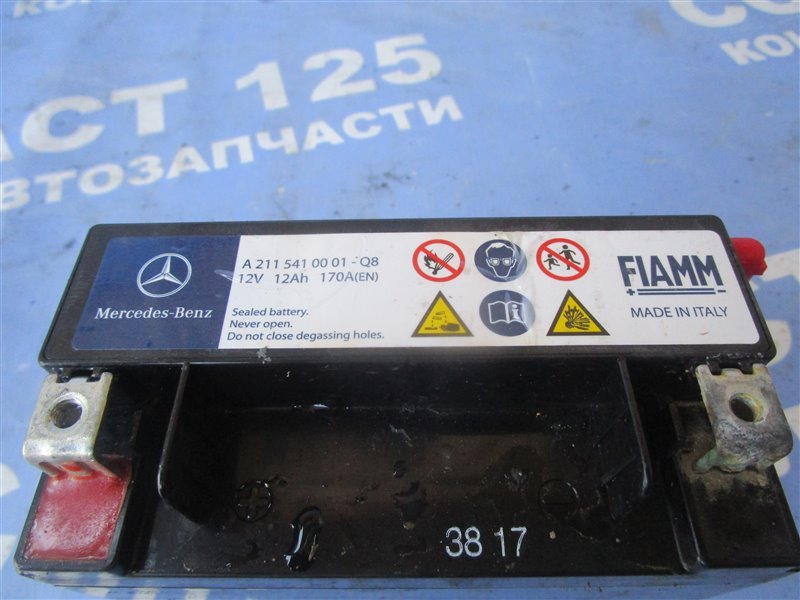 АСТ 125
АВТОЗАПЧАСТИ
A 211 541 00 01 - Q8
12V 12Ah 170A(EN)
Mercedes-Benz
Sealed battery.
Never open.
Do not close degassing holes.
FIAMM
MADE IN ITALY
38 17